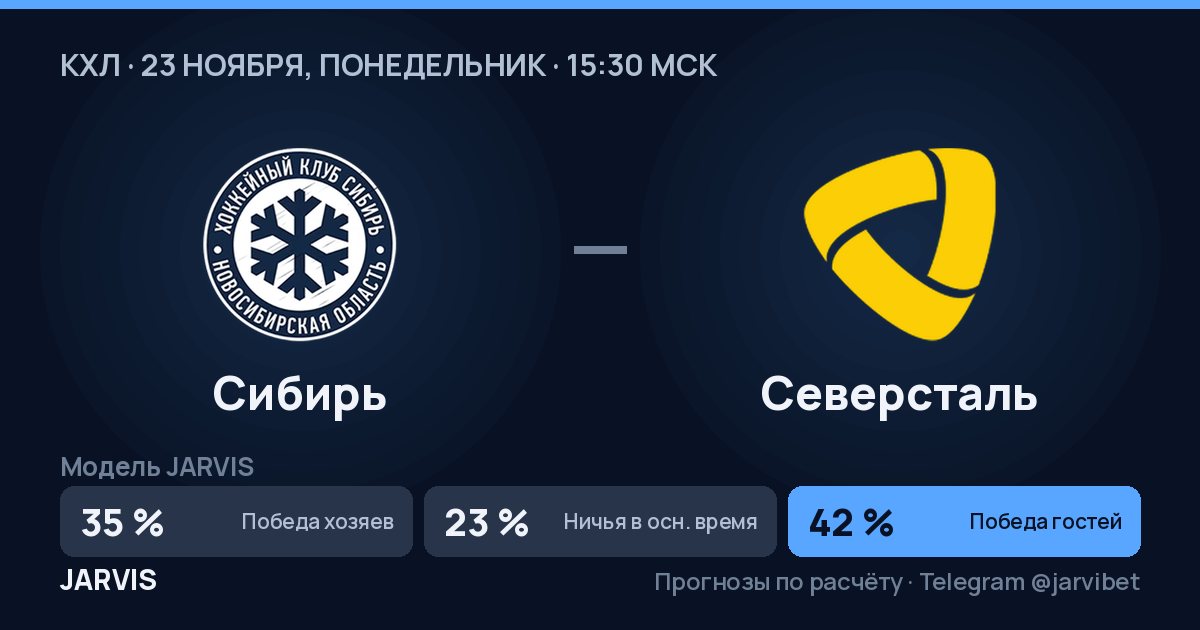 КХЛ · 23 НОЯБРЯ, ПОНЕДЕЛЬНИК · 15:30 МСК
ХОККЕЙНЫЙ КЛУБ СИБИРЬ
• НОВОСИБИРСКАЯ ОБЛАСТЬ •
—
Сибирь
Северсталь
Модель JARVIS
35 % Победа хозяев
23 % Ничья в осн. время
42 % Победа гостей
JARVIS
Прогнозы по расчёту · Telegram @jarvibet